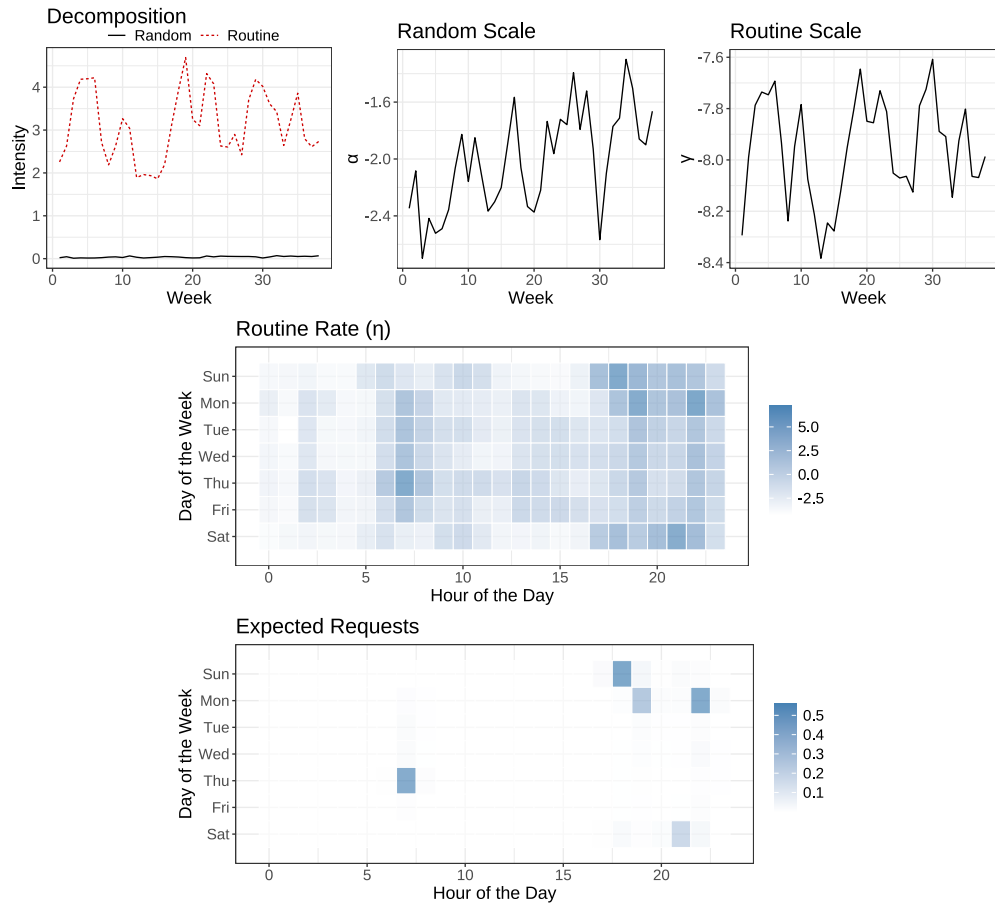 Decomposition
Random Routine
Intensity
4
3
2
1
0
0 10 20 30
Week
Random Scale
α
-1.6
-2.0
-2.4
0 10 20 30
Week
Routine Scale
γ
-7.6
-7.8
-8.0
-8.2
-8.4
0 10 20 30
Week
Routine Rate (η)
Day of the Week
Sun
Mon
Tue
Wed
Thu
Fri
Sat
0 5 10 15 20
Hour of the Day
5.0
2.5
0.0
-2.5
Expected Requests
Day of the Week
Sun
Mon
Tue
Wed
Thu
Fri
Sat
0 5 10 15 20
Hour of the Day
0.5
0.4
0.3
0.2
0.1